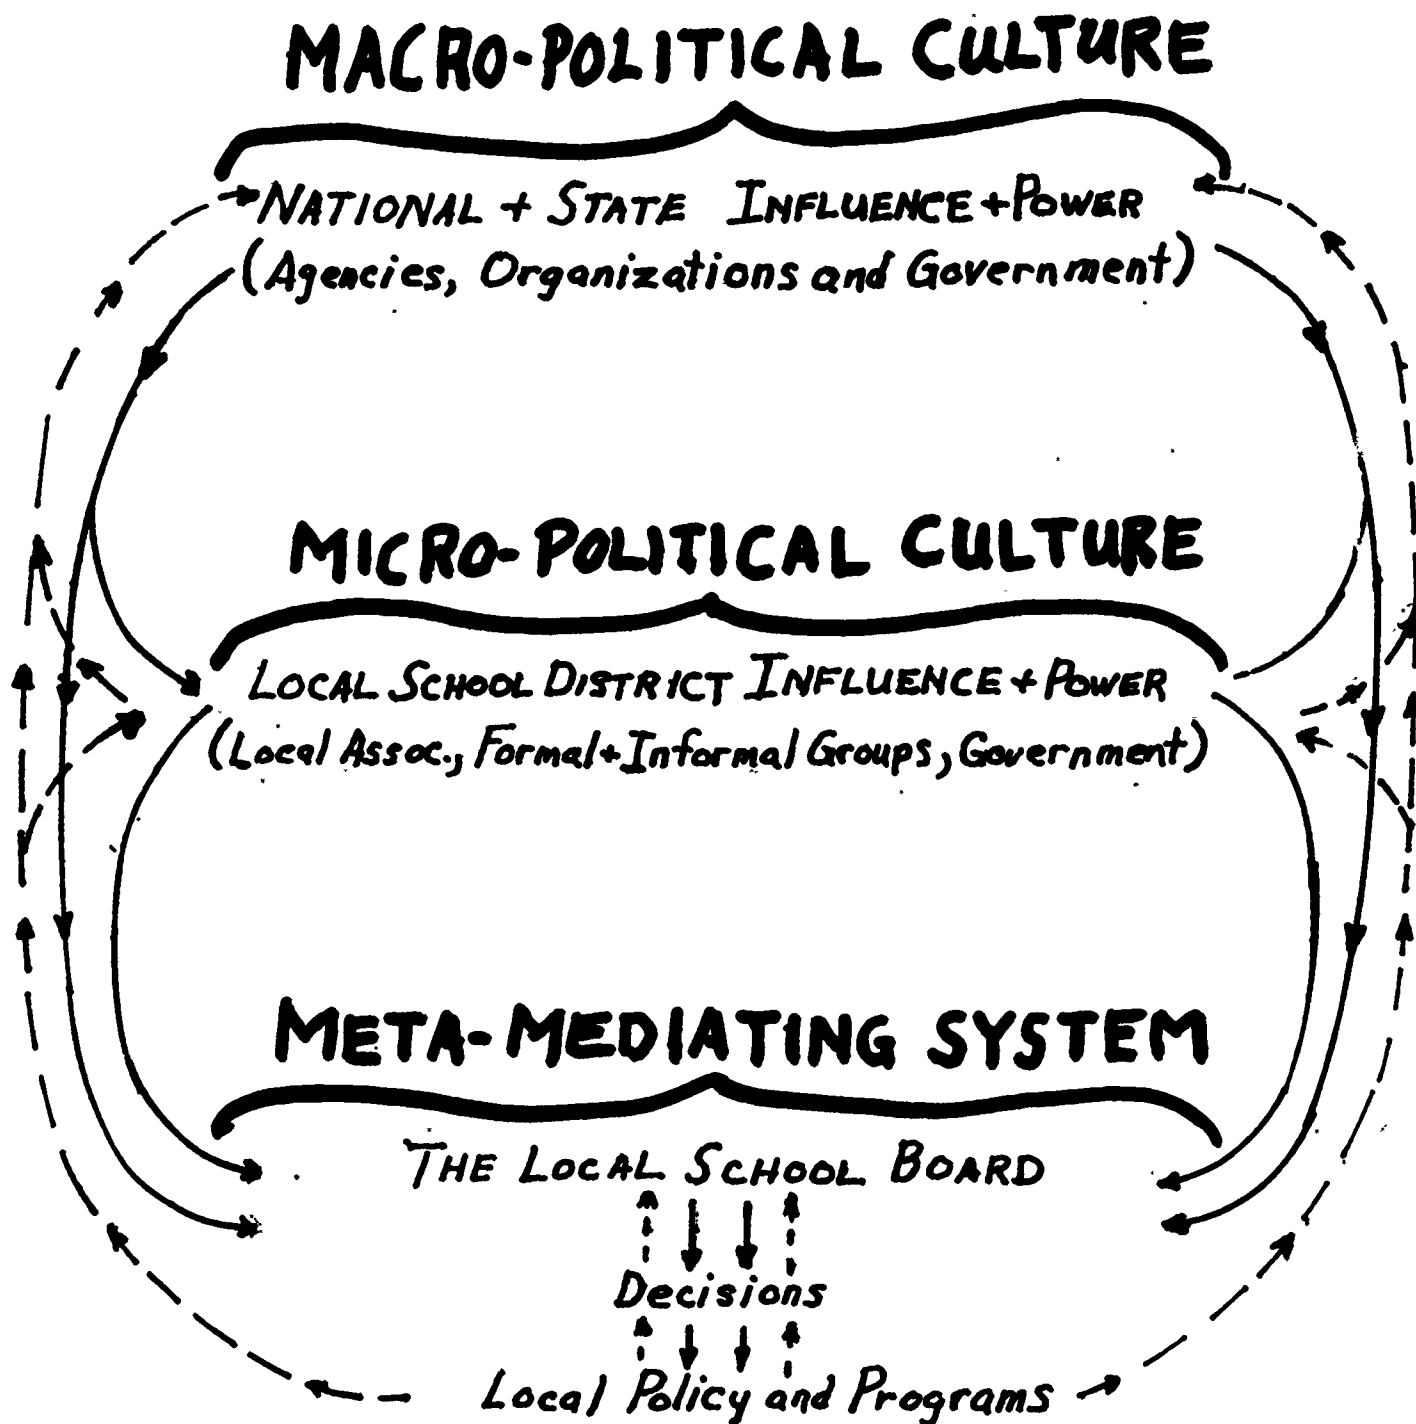 MACRO-POLITICAL CULTURE
NATIONAL + STATE INFLUENCE + POWER
(Agencies, Organizations and Government)
MICRO-POLITICAL CULTURE
LOCAL SCHOOL DISTRICT INFLUENCE + POWER
(Local Assoc., Formal + Informal Groups, Government)
META-MEDIATING SYSTEM
THE LOCAL SCHOOL BOARD
Decisions
Local Policy and Programs